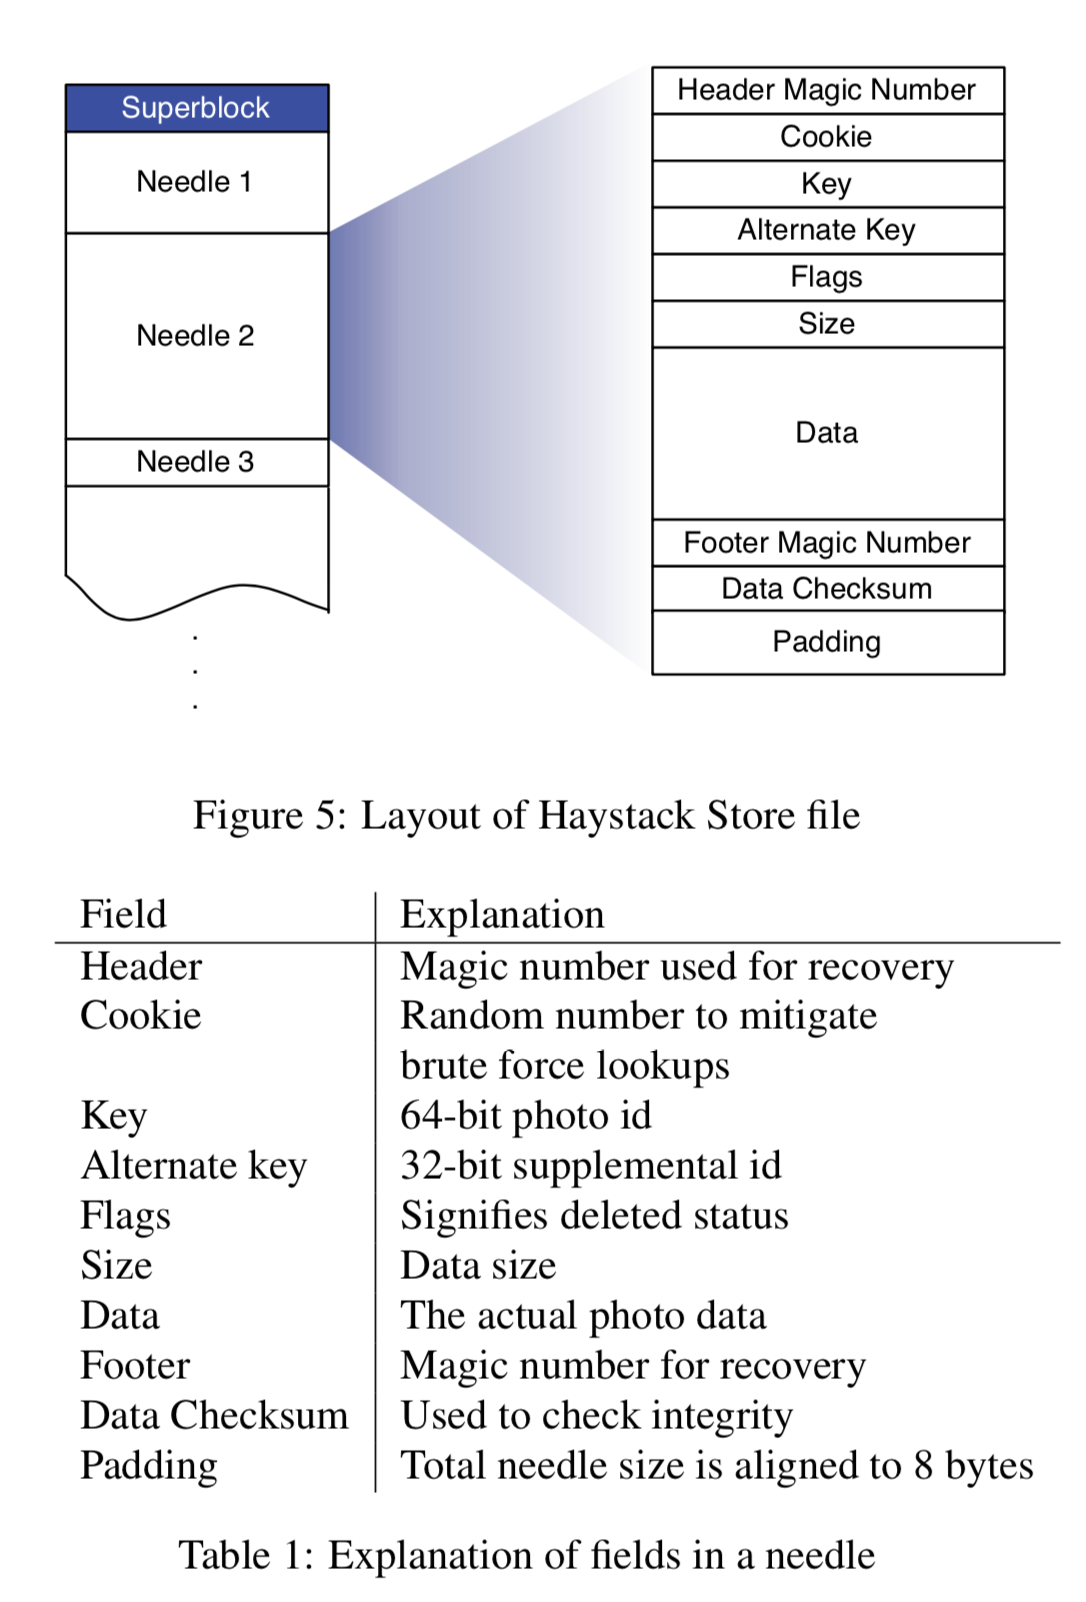 Superblock
Needle 1
Needle 2
Needle 3
.
.
.
Header Magic Number
Cookie
Key
Alternate Key
Flags
Size
Data
Footer Magic Number
Data Checksum
Padding
Figure 5: Layout of Haystack Store file
Field Explanation
Header Magic number used for recovery
Cookie Random number to mitigate
brute force lookups
Key 64-bit photo id
Alternate key 32-bit supplemental id
Flags Signifies deleted status
Size Data size
Data The actual photo data
Footer Magic number for recovery
Data Checksum Used to check integrity
Padding Total needle size is aligned to 8 bytes
Table 1: Explanation of fields in a needle